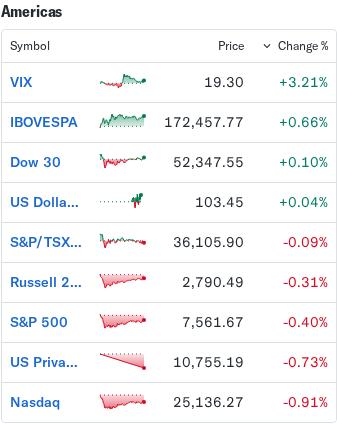 Americas
Symbol Price Change %
VIX 19.30 +3.21%
IBOVESPA 172,457.77 +0.66%
Dow 30 52,347.55 +0.10%
US Dolla... 103.45 +0.04%
S&P/TSX... 36,105.90 -0.09%
Russell 2... 2,790.49 -0.31%
S&P 500 7,561.67 -0.40%
US Priva... 10,755.19 -0.73%
Nasdaq 25,136.27 -0.91%